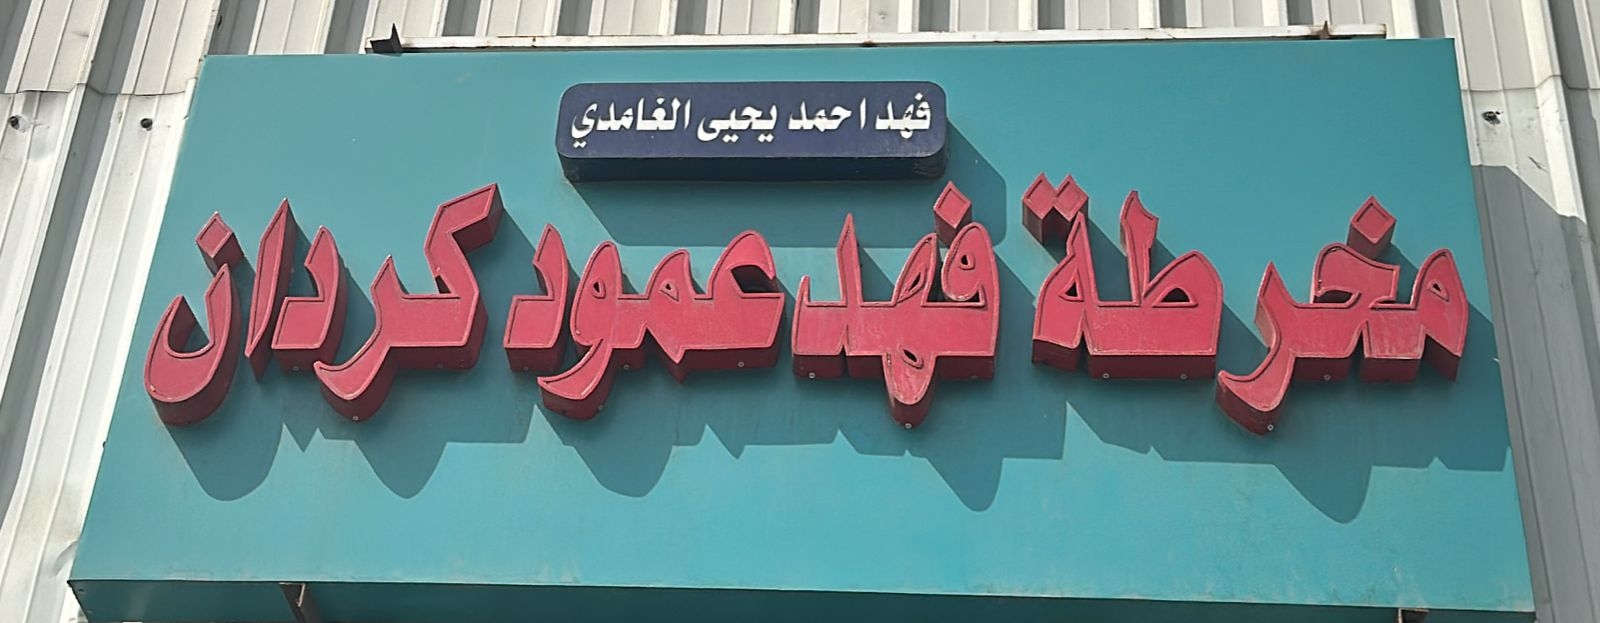 فهد احمد يحيى الغامدي
مخرطة فهد عمود كردان